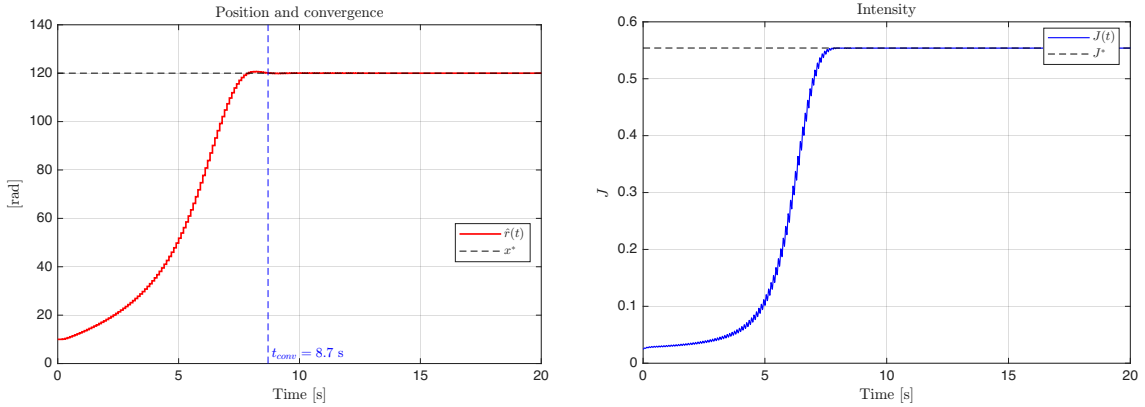 Position and convergence
140
120
100
80
60
40
20
0
[rad]
r̂(t)
x*
t_conv = 8.7 s
0 5 10 15 20
Time [s]
Intensity
0.6
0.5
0.4
0.3
0.2
0.1
0
J
J(t)
J*
0 5 10 15 20
Time [s]